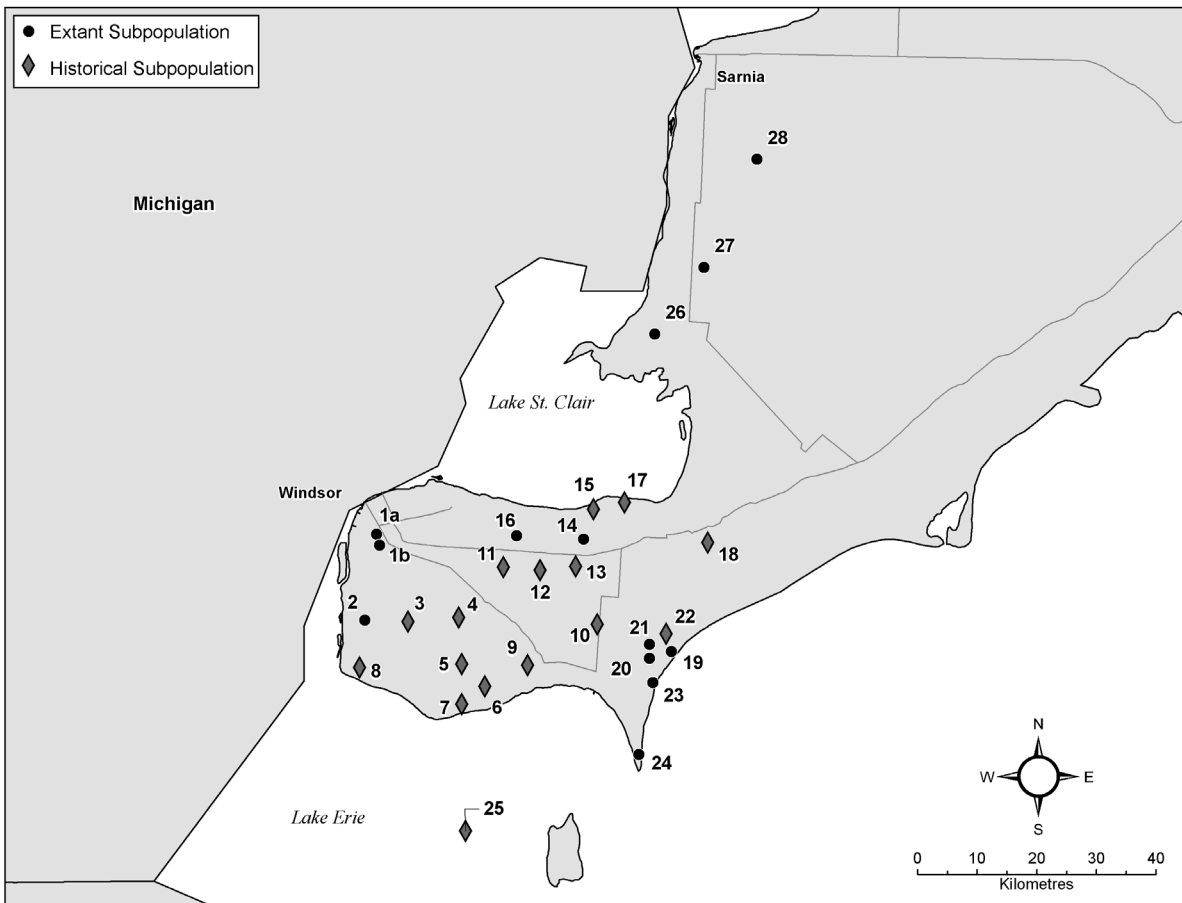 Extant Subpopulation
Historical Subpopulation
Sarnia
28
Michigan
27
26
Lake St. Clair
Windsor
15
17
1a
16
14
1b
11
12
13
18
2
3
4
10
21
22
8
5
9
20
19
7
6
23
24
25
Lake Erie
N
W
E
S
0 10 20 30 40
Kilometres